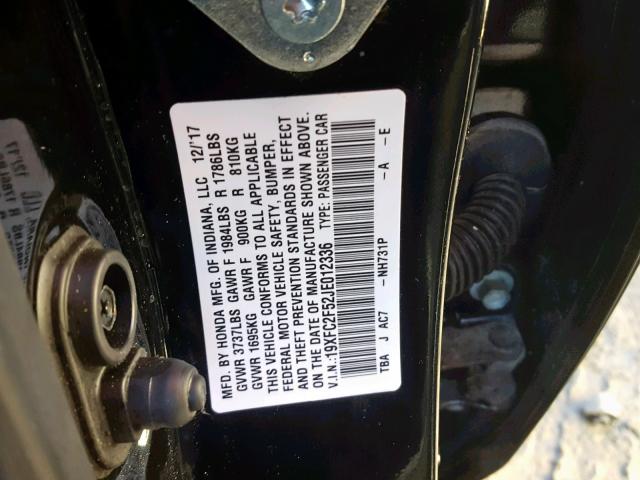 MFD. BY HONDA MFG. OF INDIANA, LLC 12/'17
GVWR 3737LBS GAWR F 1984LBS R 1786LBS
GVWR 1695KG GAWR F 900KG R 810KG
THIS VEHICLE CONFORMS TO ALL APPLICABLE
FEDERAL MOTOR VEHICLE SAFETY, BUMPER,
AND THEFT PREVENTION STANDARDS IN EFFECT
ON THE DATE OF MANUFACTURE SHOWN ABOVE.
V.I.N.: 19XFC2F52JE012336 TYPE: PASSENGER CAR
TBA J AC7 -NH731P -A -E